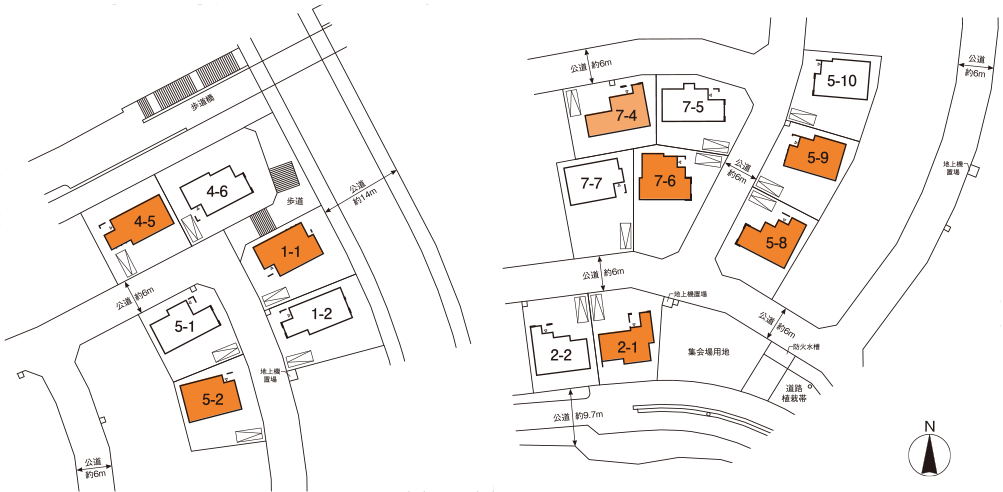 歩道橋
4-6
4-5
歩道
公道
約14m
1-1
公道 約6m
5-1
1-2
地上機
置場
5-2
公道
約6m
公道 約6m
7-4
7-5
5-10
公道
約6m
5-9
地上機
置場
公道
約6m
7-7
7-6
5-8
公道 約6m
地上機置場
公道 約6m
2-2
2-1
集会場用地
防火水槽
道路
植栽帯
公道 約9.7m
N